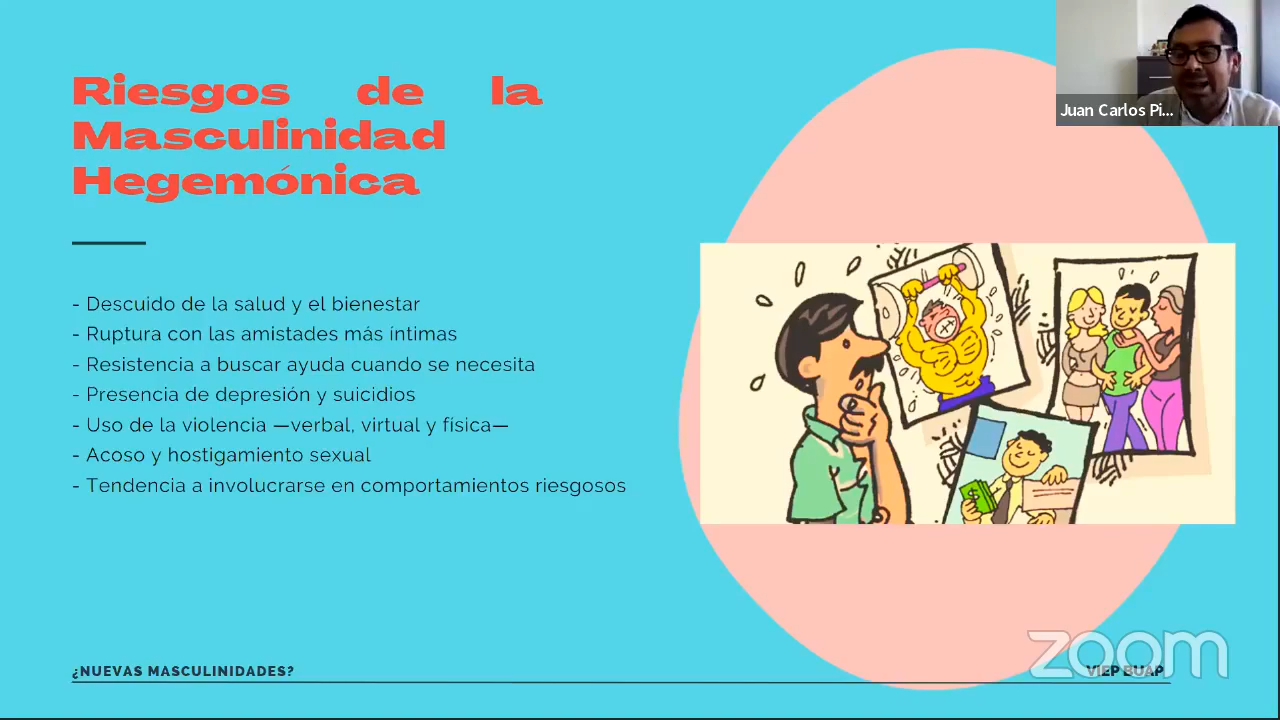 Juan Carlos Pi...
Riesgos de la
Masculinidad
Hegemónica
- Descuido de la salud y el bienestar
- Ruptura con las amistades más íntimas
- Resistencia a buscar ayuda cuando se necesita
- Presencia de depresión y suicidios
- Uso de la violencia —verbal, virtual y física—
- Acoso y hostigamiento sexual
- Tendencia a involucrarse en comportamientos riesgosos
$
¿NUEVAS MASCULINIDADES?
VIEP BUAP
zoom